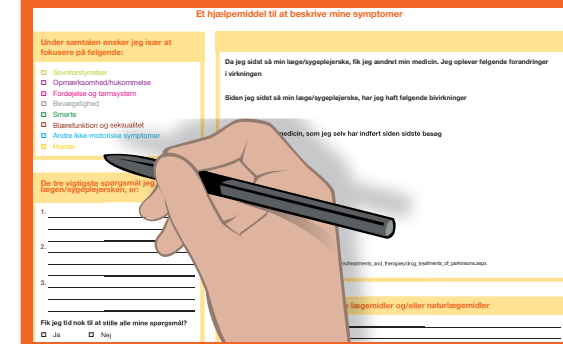 Et hjælpemiddel til at beskrive mine symptomer
Under samtalen ønsker jeg især at
fokusere på følgende:
Søvnforstyrrelser
Opmærksomhed/hukommelse
Fordøjelse og tarmsystem
Bevægelighed
Smerte
Blærefunktion og seksualitet
Andre ikke-motoriske symptomer
Humør
De tre vigtigste spørgsmål jeg
lægen/sygeplejersken, er:
1.
2.
3.
Fik jeg tid nok til at stille alle mine spørgsmål?
Ja Nej
Da jeg sidst så min læge/sygeplejerske, fik jeg ændret min medicin. Jeg oplever følgende forandringer
i virkningen
Siden jeg sidst så min læge/sygeplejerske, har jeg haft følgende bivirkninger
medicin, som jeg selv har indført siden sidste besøg
/treatments_and_therapies/drug_treatments_of_parkinsons.aspx
lægemidler og/eller naturlægemidler